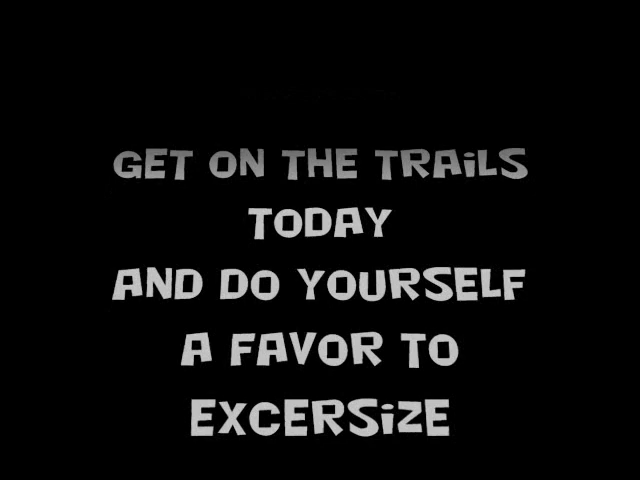 GET ON THE TRAiLS
TODAY
AND DO YOURSELF
A FAVOR TO
EXCERSiZE